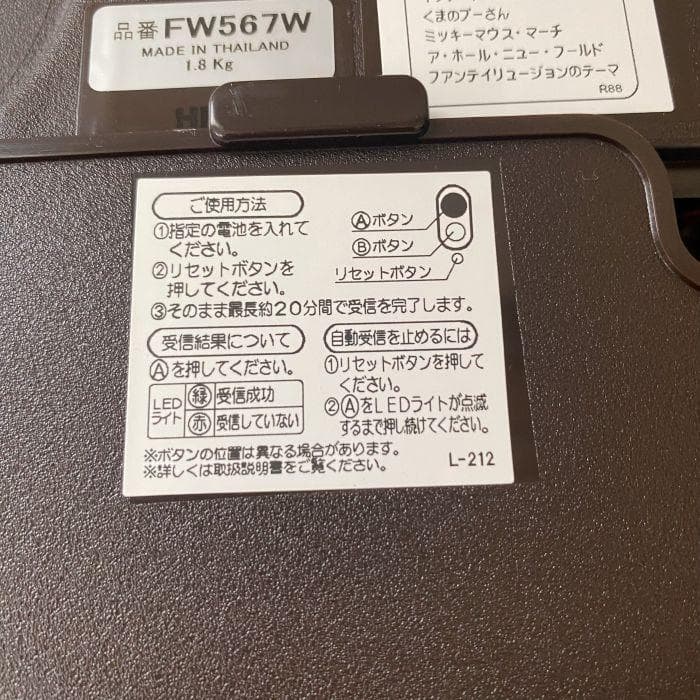 品番 FW567W
MADE IN THAILAND
1.8 Kg
くまのプーさん
ミッキーマウス・マーチ
ア・ホール・ニュー・フールド
フアンテイリュージョンのテーマ
R88
ご使用方法
①指定の電池を入れて
ください。
②リセットボタンを
押してください。
③そのまま最長約20分間で受信を完了します。
Ⓐボタン
Ⓑボタン
リセットボタン
受信結果について
Ⓐを押してください。
LED
ライト
緑 受信成功
赤 受信していない
自動受信を止めるには
①リセットボタンを押して
ください。
②ⒶをLEDライトが点滅
するまで押し続けてください。
※ボタンの位置は異なる場合があります。
※詳しくは取扱説明書をご覧ください。
L-212